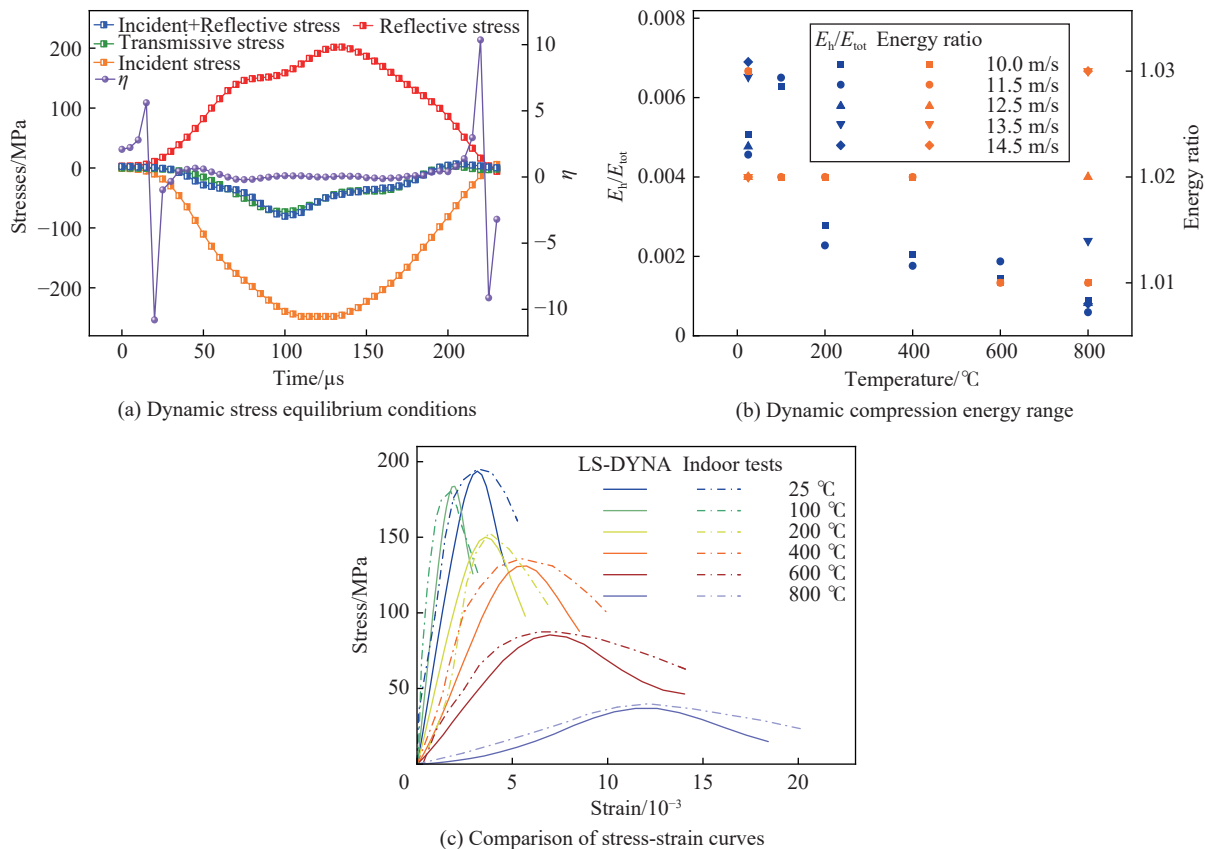 Incident+Reflective stress
Reflective stress
Transmissive stress
Incident stress
η
200
100
0
−100
−200
Stresses/MPa
10
5
0
−5
−10
η
0 50 100 150 200
Time/µs
(a) Dynamic stress equilibrium conditions
0.008
0.006
0.004
0.002
0
Eh/Etot
Eh/Etot Energy ratio
10.0 m/s
11.5 m/s
12.5 m/s
13.5 m/s
14.5 m/s
1.03
1.02
1.01
Energy ratio
0 200 400 600 800
Temperature/℃
(b) Dynamic compression energy range
200
150
100
50
Stress/MPa
LS-DYNA Indoor tests
25 ℃
100 ℃
200 ℃
400 ℃
600 ℃
800 ℃
0 5 10 15 20
Strain/10⁻³
(c) Comparison of stress-strain curves